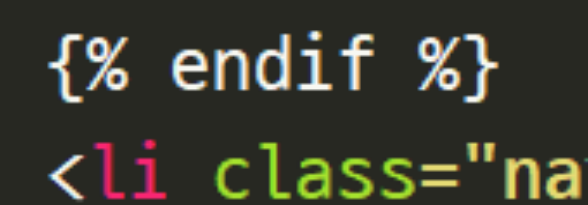 {% endif %}
<li class="na